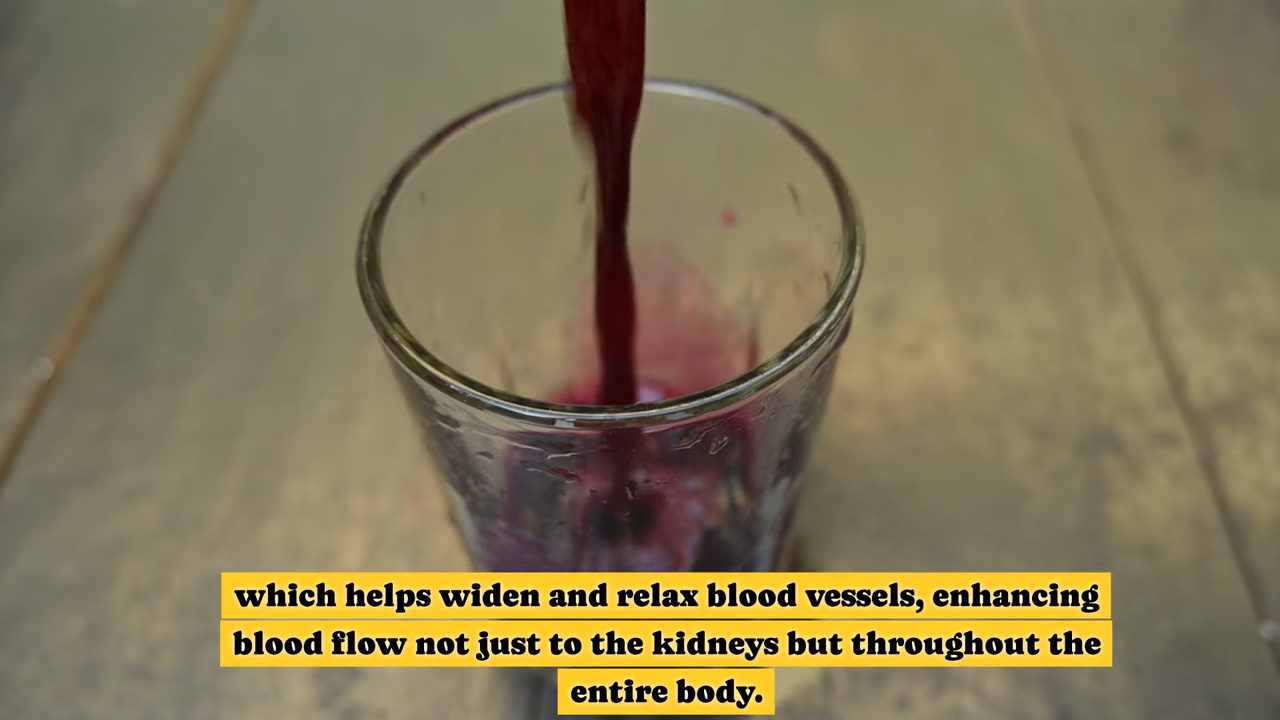 which helps widen and relax blood vessels, enhancing
blood flow not just to the kidneys but throughout the
entire body.